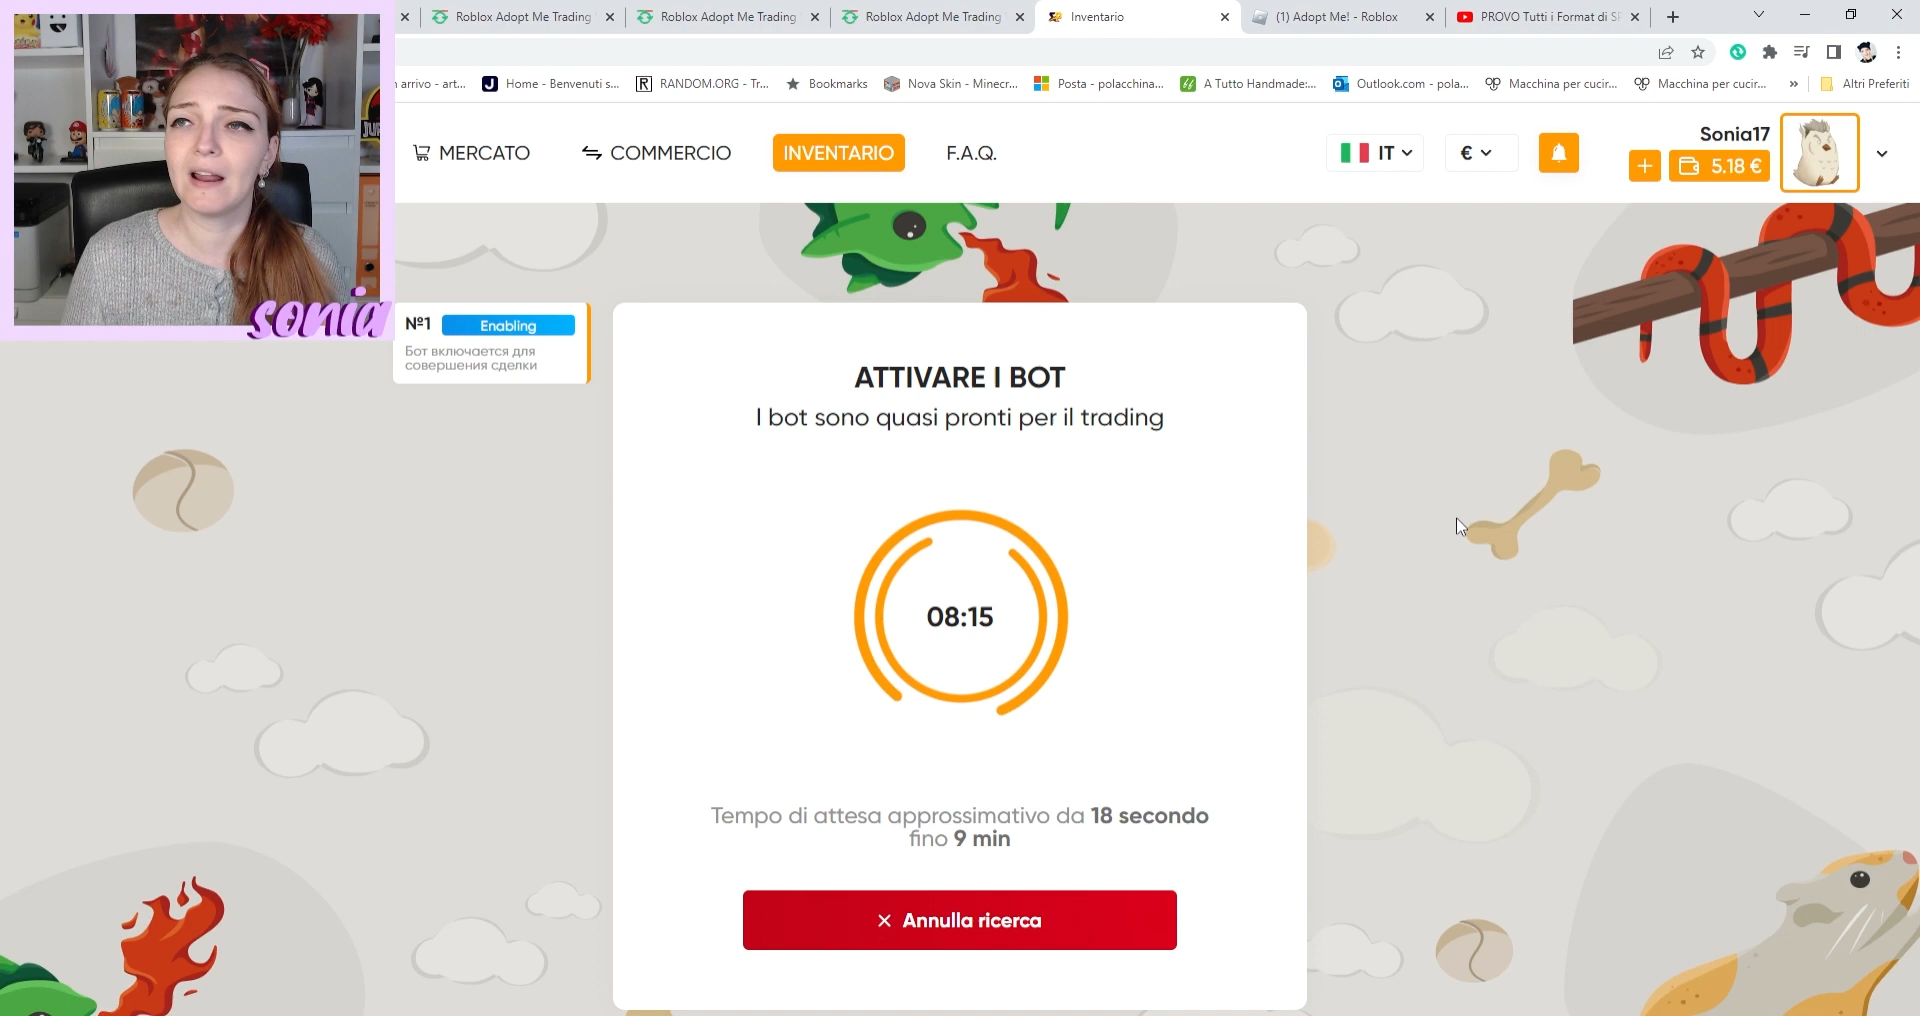 Roblox Adopt Me Trading
Roblox Adopt Me Trading
Roblox Adopt Me Trading
Inventario
(1) Adopt Me! - Roblox
PROVO Tutti i Format di SF
n arrivo - art...
Home - Benvenuti s...
RANDOM.ORG - Tr...
Bookmarks
Nova Skin - Minecr...
Posta - polacchina...
A Tutto Handmade:...
Outlook.com - pola...
Macchina per cucir...
Macchina per cucir...
»
Altri Preferiti
MERCATO
COMMERCIO
INVENTARIO
F.A.Q.
IT
€
Sonia17
+
5.18 €
sonia
№1
Enabling
Бот включается для
совершения сделки
ATTIVARE I BOT
I bot sono quasi pronti per il trading
08:15
Tempo di attesa approssimativo da 18 secondo
fino 9 min
Annulla ricerca